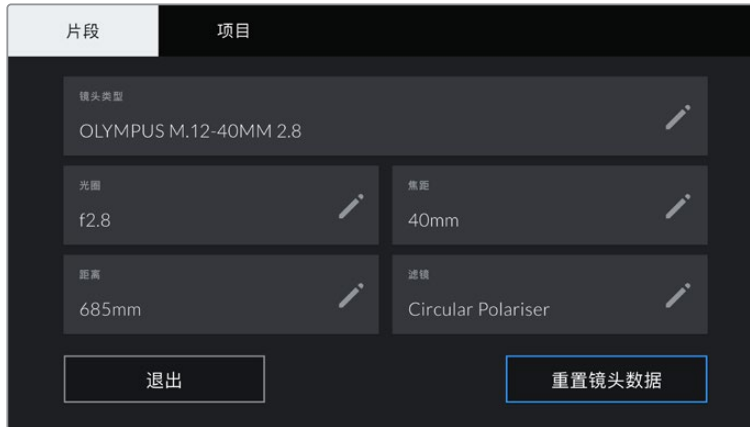 片段
项目
镜头类型
OLYMPUS M.12-40MM 2.8
光圈
焦距
f2.8
40mm
距离
滤镜
685mm
Circular Polariser
退出
重置镜头数据